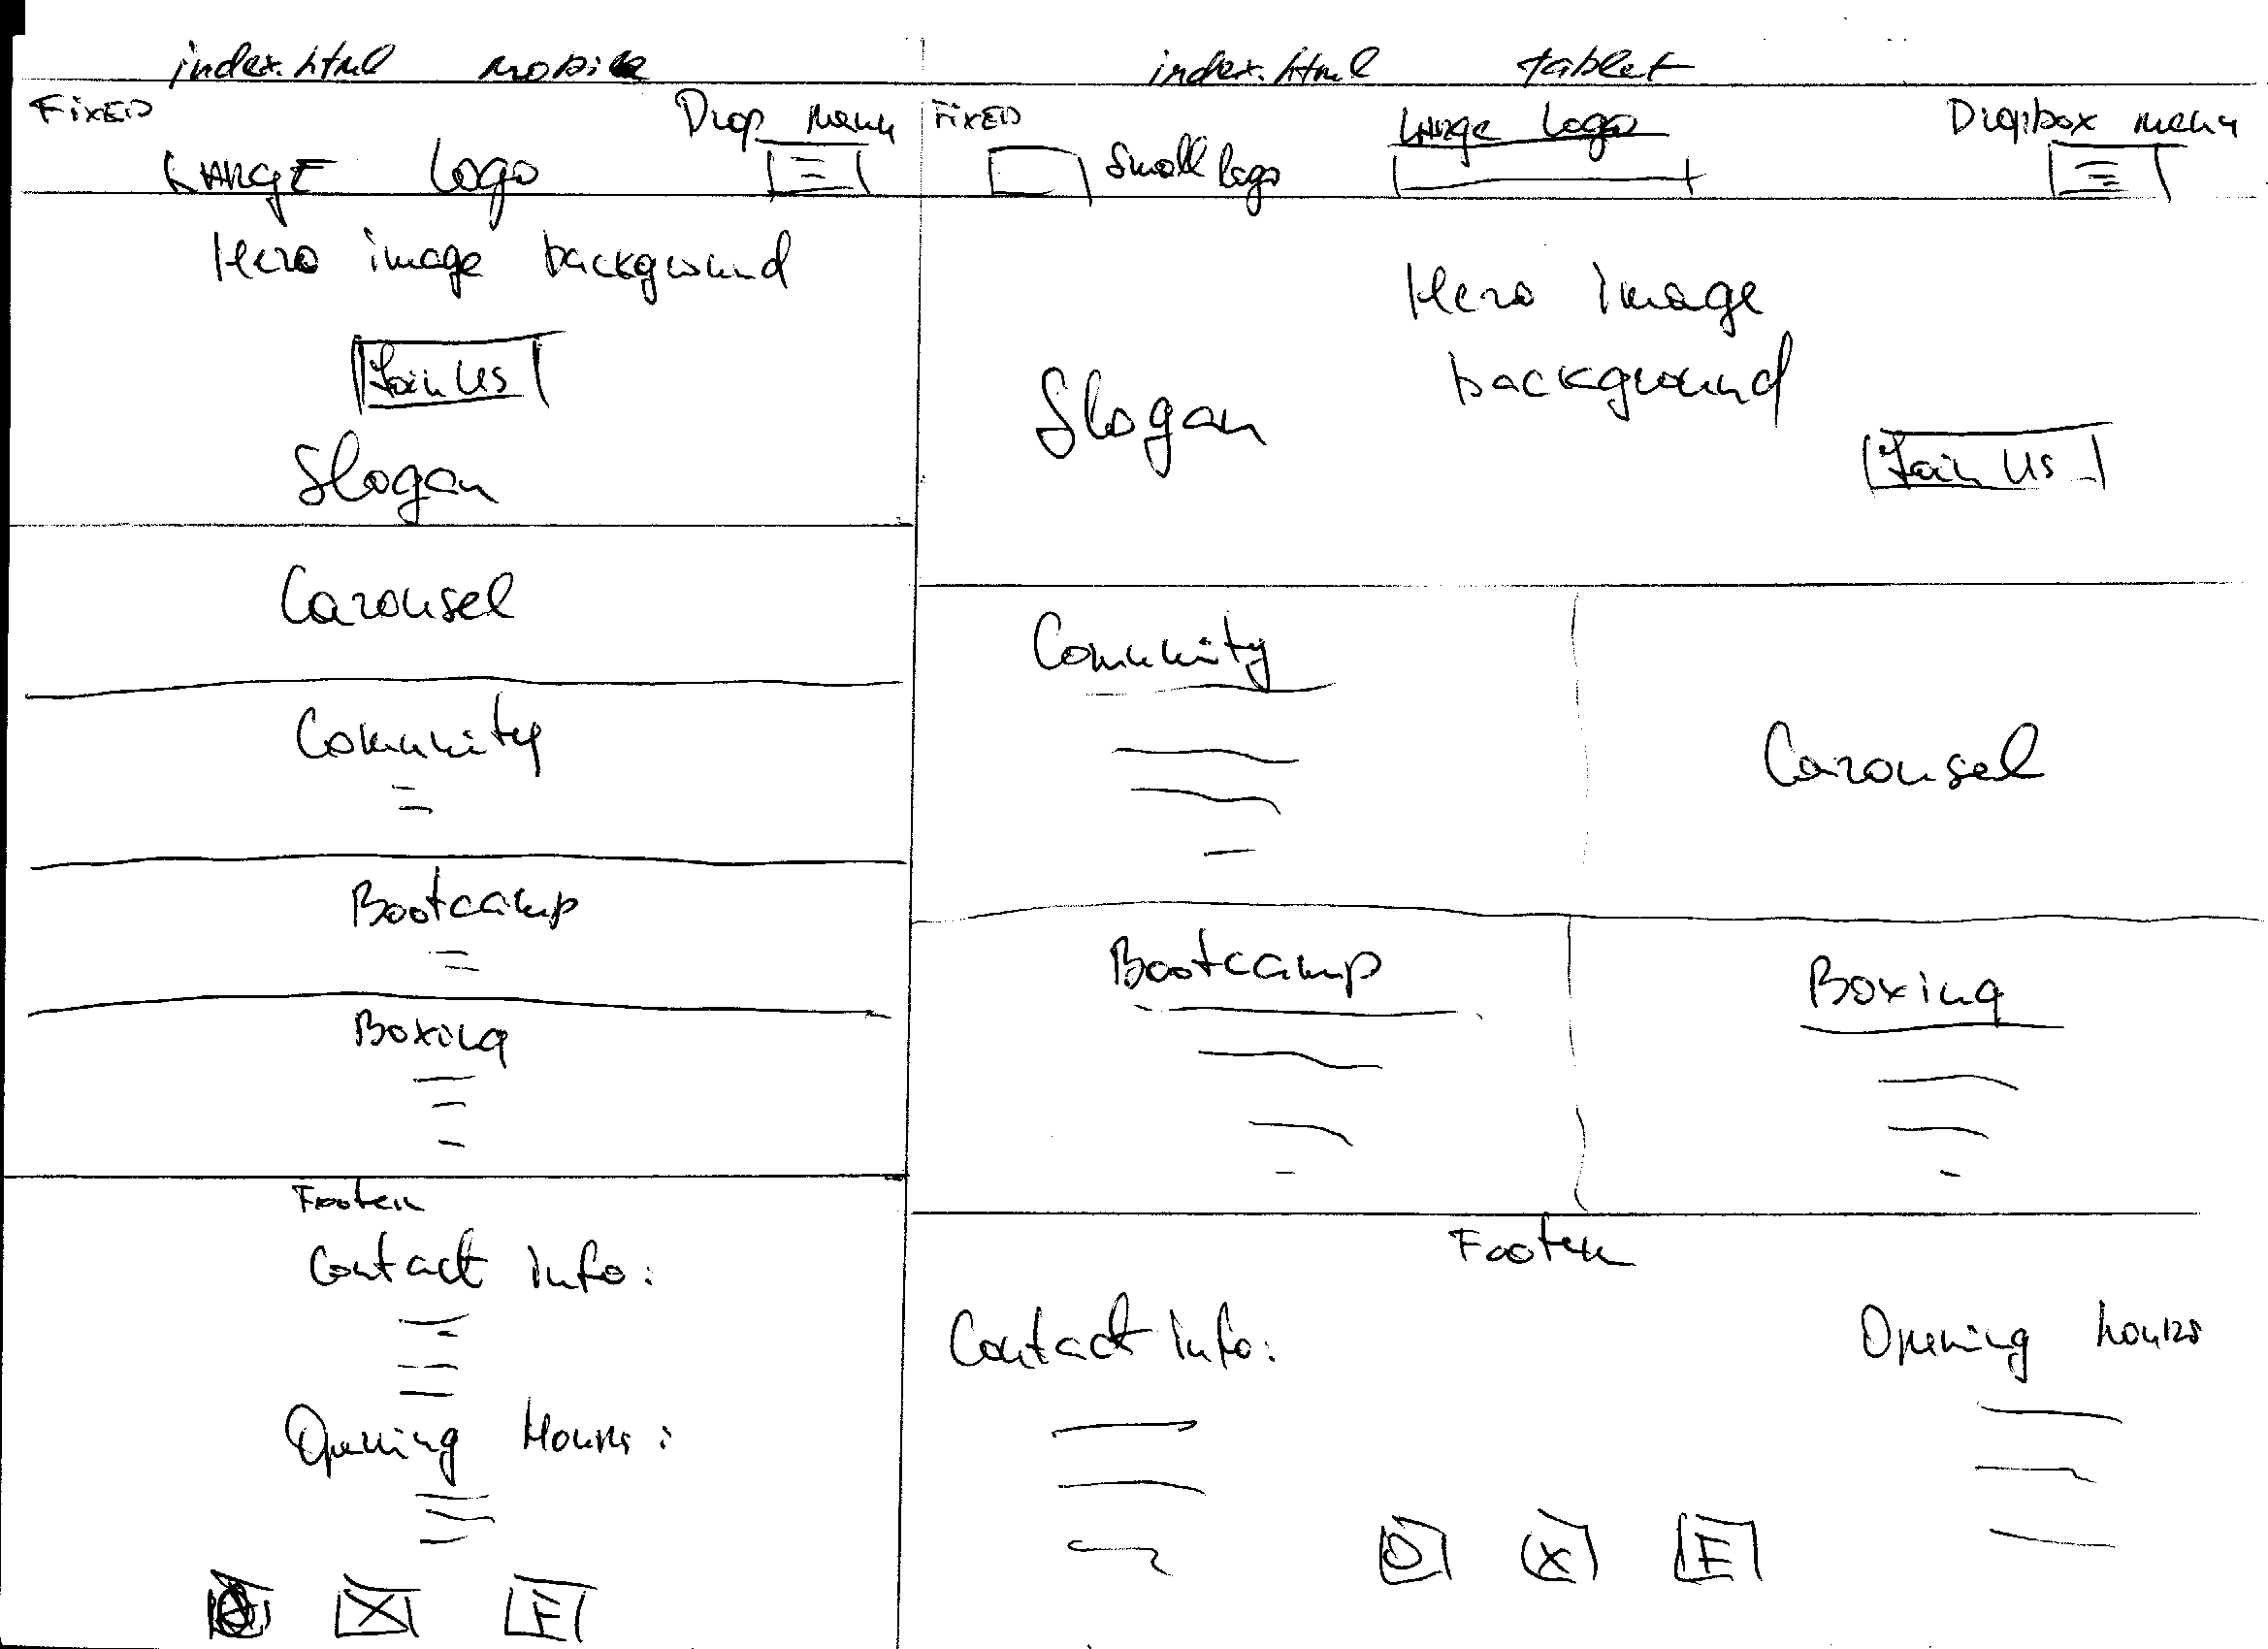 index.html mobile
FIXED
Drop menu
LARGE Logo
Hero image background
Join Us
Slogan
Carousel
Comunity
Bootcamp
Boxing
Footer
Contact info:
Opening Hours:
X F
index.html tablet
FIXED
Large Logo
Dropbox menu
Small logo
Hero image
background
Slogan
Join Us
Comunity
Carousel
Bootcamp
Boxing
Footer
Contact info:
Opening hours
O X F